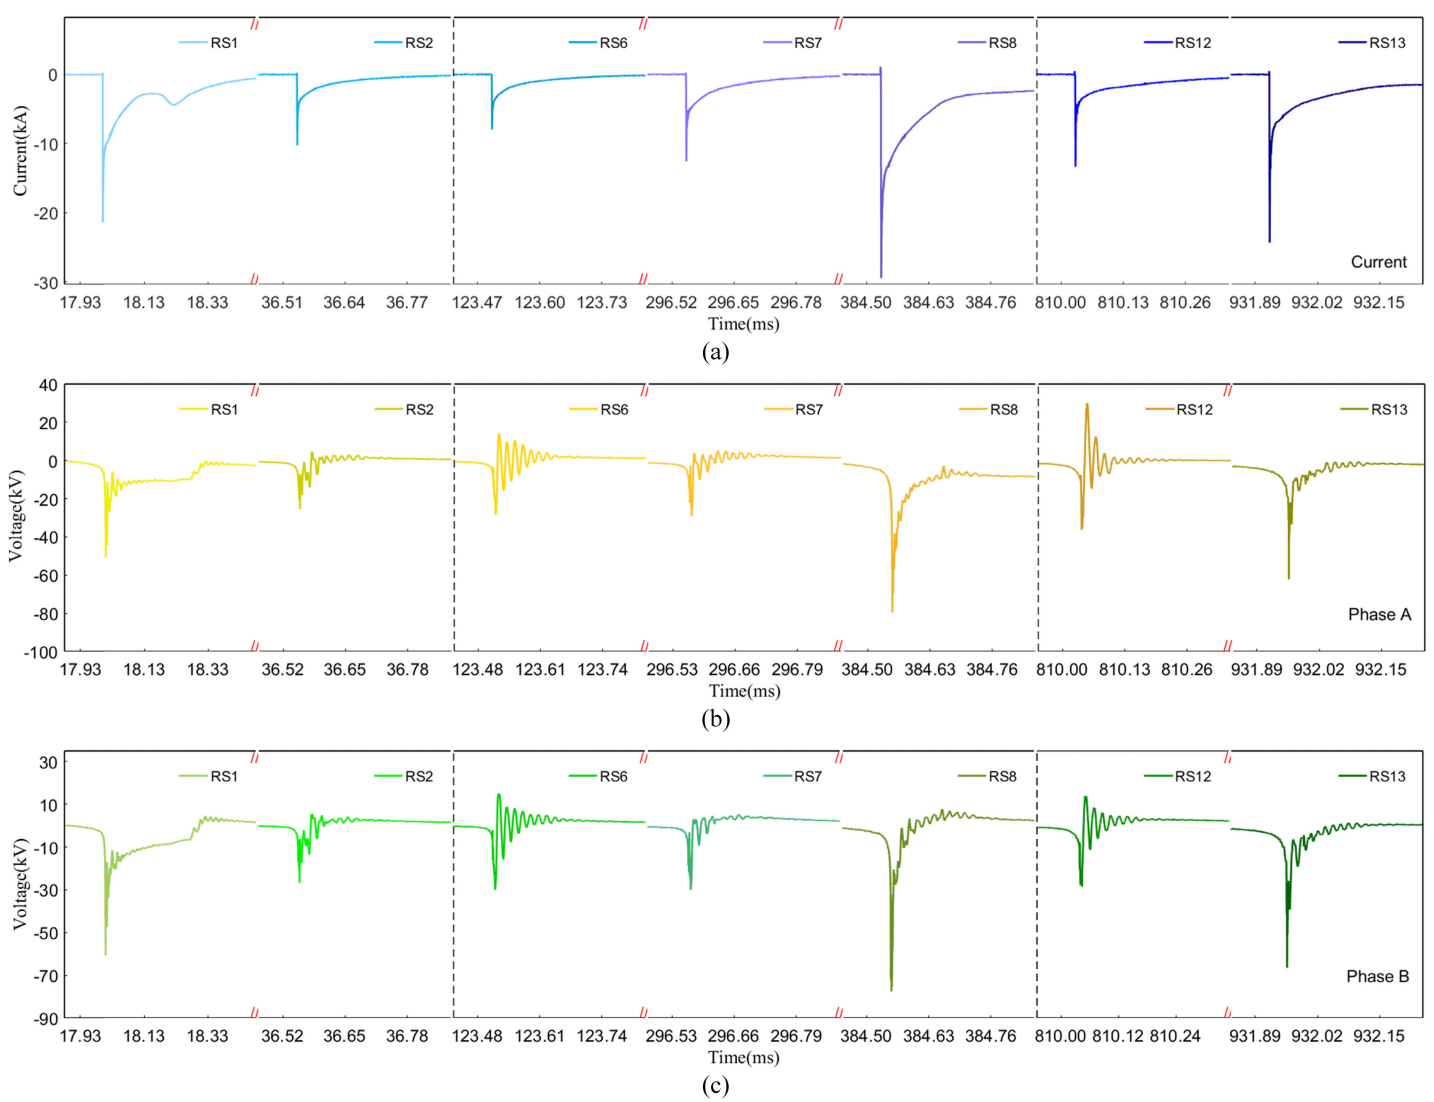 RS1 RS2 RS6 RS7 RS8 RS12 RS13
0
-10
-20
-30
Current(kA)
Current
17.93 18.13 18.33 36.51 36.64 36.77 123.47 123.60 123.73 296.52 296.65 296.78 384.50 384.63 384.76 810.00 810.13 810.26 931.89 932.02 932.15
Time(ms)
(a)
40
RS1 RS2 RS6 RS7 RS8 RS12 RS13
20
0
-20
-40
-60
-80
-100
Voltage(kV)
Phase A
17.93 18.13 18.33 36.52 36.65 36.78 123.48 123.61 123.74 296.53 296.66 296.79 384.50 384.63 384.76 810.00 810.13 810.26 931.89 932.02 932.15
Time(ms)
(b)
30
RS1 RS2 RS6 RS7 RS8 RS12 RS13
10
-10
-30
-50
-70
-90
Voltage(kV)
Phase B
17.93 18.13 18.33 36.52 36.65 36.78 123.48 123.61 123.74 296.53 296.66 296.79 384.50 384.63 384.76 810.00 810.12 810.24 931.89 932.02 932.15
Time(ms)
(c)